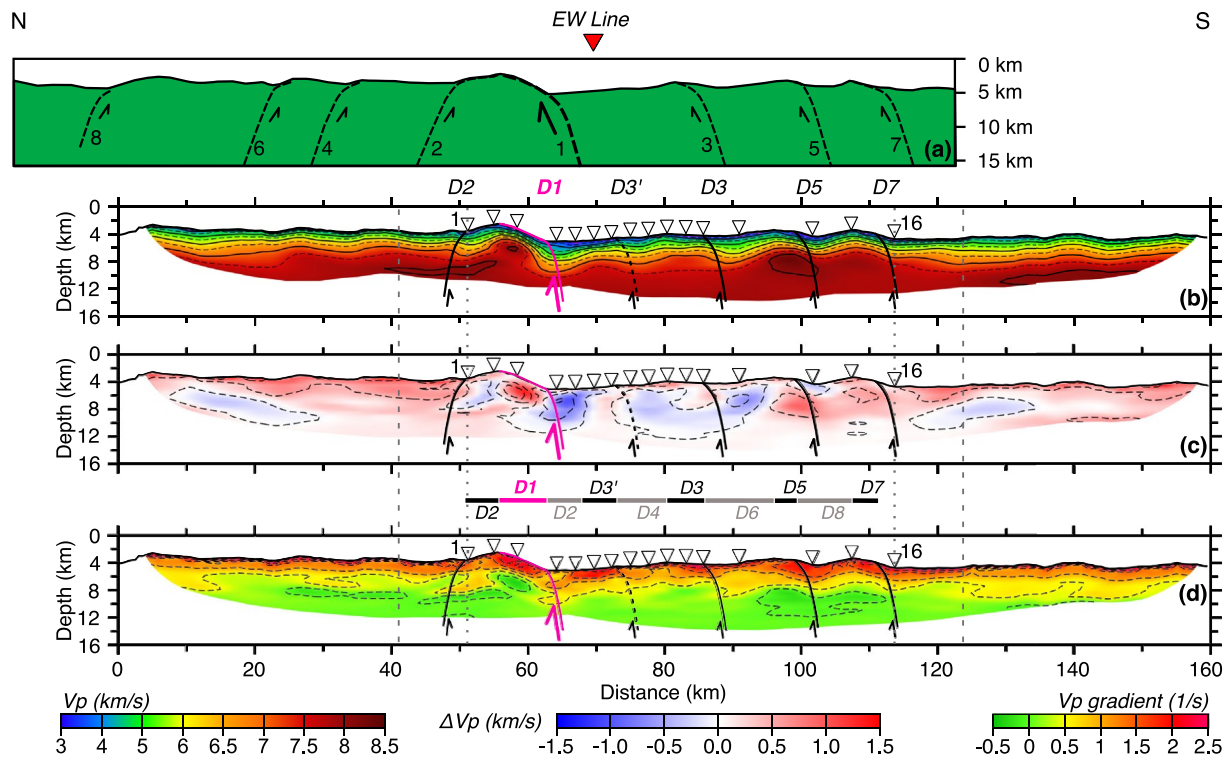 N
EW Line
S
0 km
5 km
10 km
15 km
8
6
4
2
1
3
5
7
(a)
D2
D1
D3'
D3
D5
D7
0
4
8
12
16
Depth (km)
1
16
(b)
0
4
8
12
16
Depth (km)
1
16
(c)
D1
D3'
D3
D5
D7
D2
D2
D4
D6
D8
0
4
8
12
16
Depth (km)
1
16
(d)
0
20
40
60
80
100
120
140
160
Distance (km)
Vp (km/s)
3 4 5 6 6.5 7 7.5 8 8.5
ΔVp (km/s)
-1.5 -1.0 -0.5 0.0 0.5 1.0 1.5
Vp gradient (1/s)
-0.5 0 0.5 1 1.5 2 2.5